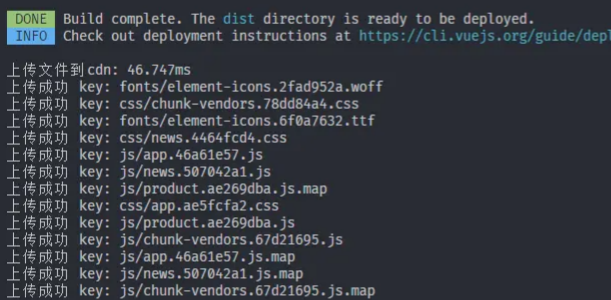 DONE Build complete. The dist directory is ready to be deployed.
INFO Check out deployment instructions at https://cli.vuejs.org/guide/depl
上传文件到cdn: 46.747ms
上传成功 key: fonts/element-icons.2fad952a.woff
上传成功 key: css/chunk-vendors.78dd84a4.css
上传成功 key: fonts/element-icons.6f0a7632.ttf
上传成功 key: css/news.4464fcd4.css
上传成功 key: js/app.46a61e57.js
上传成功 key: js/news.507042a1.js
上传成功 key: js/product.ae269dba.js.map
上传成功 key: css/app.ae5fcfa2.css
上传成功 key: js/product.ae269dba.js
上传成功 key: js/chunk-vendors.67d21695.js
上传成功 key: js/app.46a61e57.js.map
上传成功 key: js/news.507042a1.js.map
上传成功 key: js/chunk-vendors.67d21695.js.map